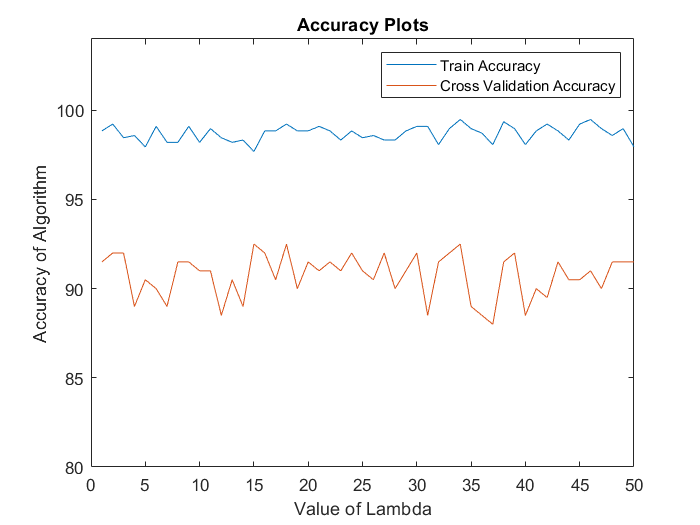 Accuracy Plots
Train Accuracy
Cross Validation Accuracy
100
95
90
85
80
Accuracy of Algorithm
0 5 10 15 20 25 30 35 40 45 50
Value of Lambda